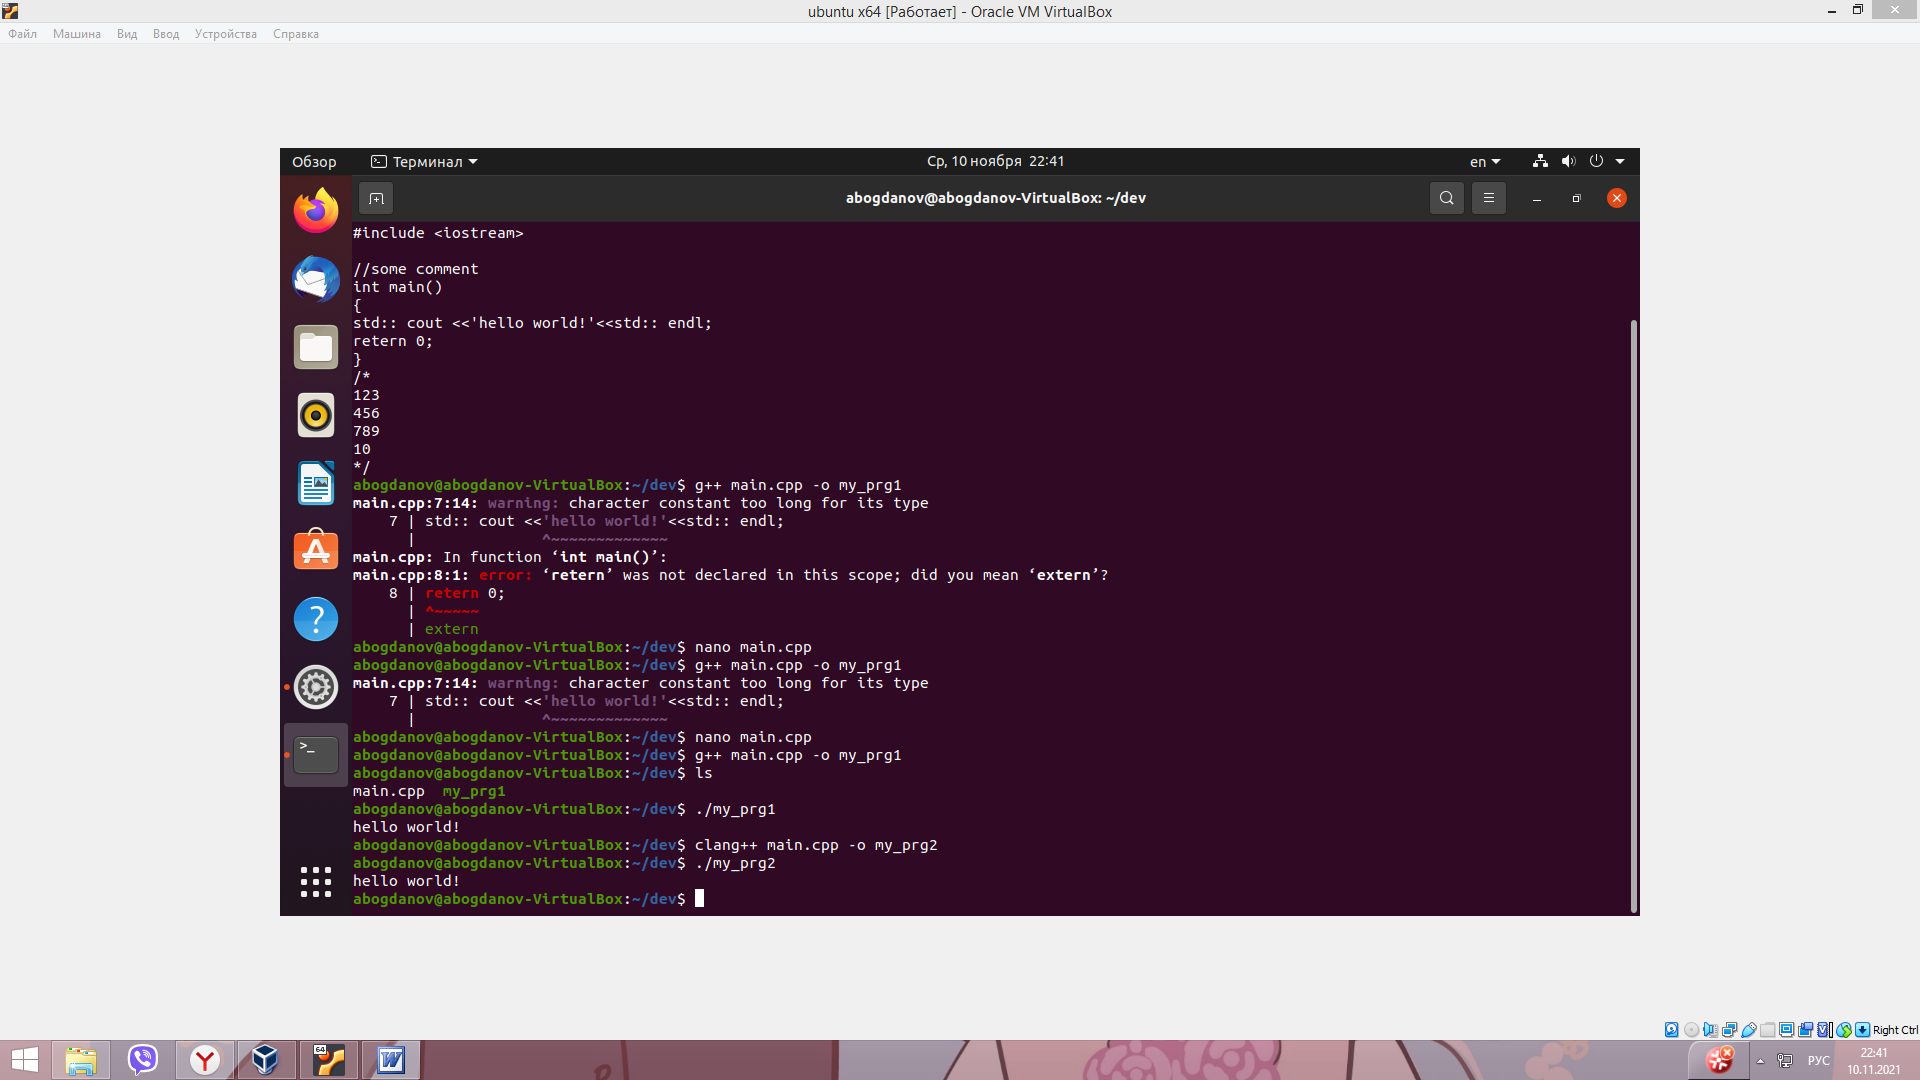 ubuntu x64 [Работает] - Oracle VM VirtualBox
Файл Машина Вид Ввод Устройства Справка
Обзор Терминал Ср, 10 ноября 22:41 en
abogdanov@abogdanov-VirtualBox: ~/dev
#include <iostream>
//some comment
int main()
{
std:: cout <<'hello world!'<<std:: endl;
retern 0;
}
/*
123
456
789
10
*/
abogdanov@abogdanov-VirtualBox:~/dev$ g++ main.cpp -o my_prg1
main.cpp:7:14: warning: character constant too long for its type
7 | std:: cout <<'hello world!'<<std:: endl;
| ^~~~~~~~~~~~~~
main.cpp: In function ‘int main()’:
main.cpp:8:1: error: ‘retern’ was not declared in this scope; did you mean ‘extern’?
8 | retern 0;
| ^~~~~~
| extern
abogdanov@abogdanov-VirtualBox:~/dev$ nano main.cpp
abogdanov@abogdanov-VirtualBox:~/dev$ g++ main.cpp -o my_prg1
main.cpp:7:14: warning: character constant too long for its type
7 | std:: cout <<'hello world!'<<std:: endl;
| ^~~~~~~~~~~~~~
abogdanov@abogdanov-VirtualBox:~/dev$ nano main.cpp
abogdanov@abogdanov-VirtualBox:~/dev$ g++ main.cpp -o my_prg1
abogdanov@abogdanov-VirtualBox:~/dev$ ls
main.cpp my_prg1
abogdanov@abogdanov-VirtualBox:~/dev$ ./my_prg1
hello world!
abogdanov@abogdanov-VirtualBox:~/dev$ clang++ main.cpp -o my_prg2
abogdanov@abogdanov-VirtualBox:~/dev$ ./my_prg2
hello world!
abogdanov@abogdanov-VirtualBox:~/dev$
Right Ctrl
64
РУС
22:41
10.11.2021